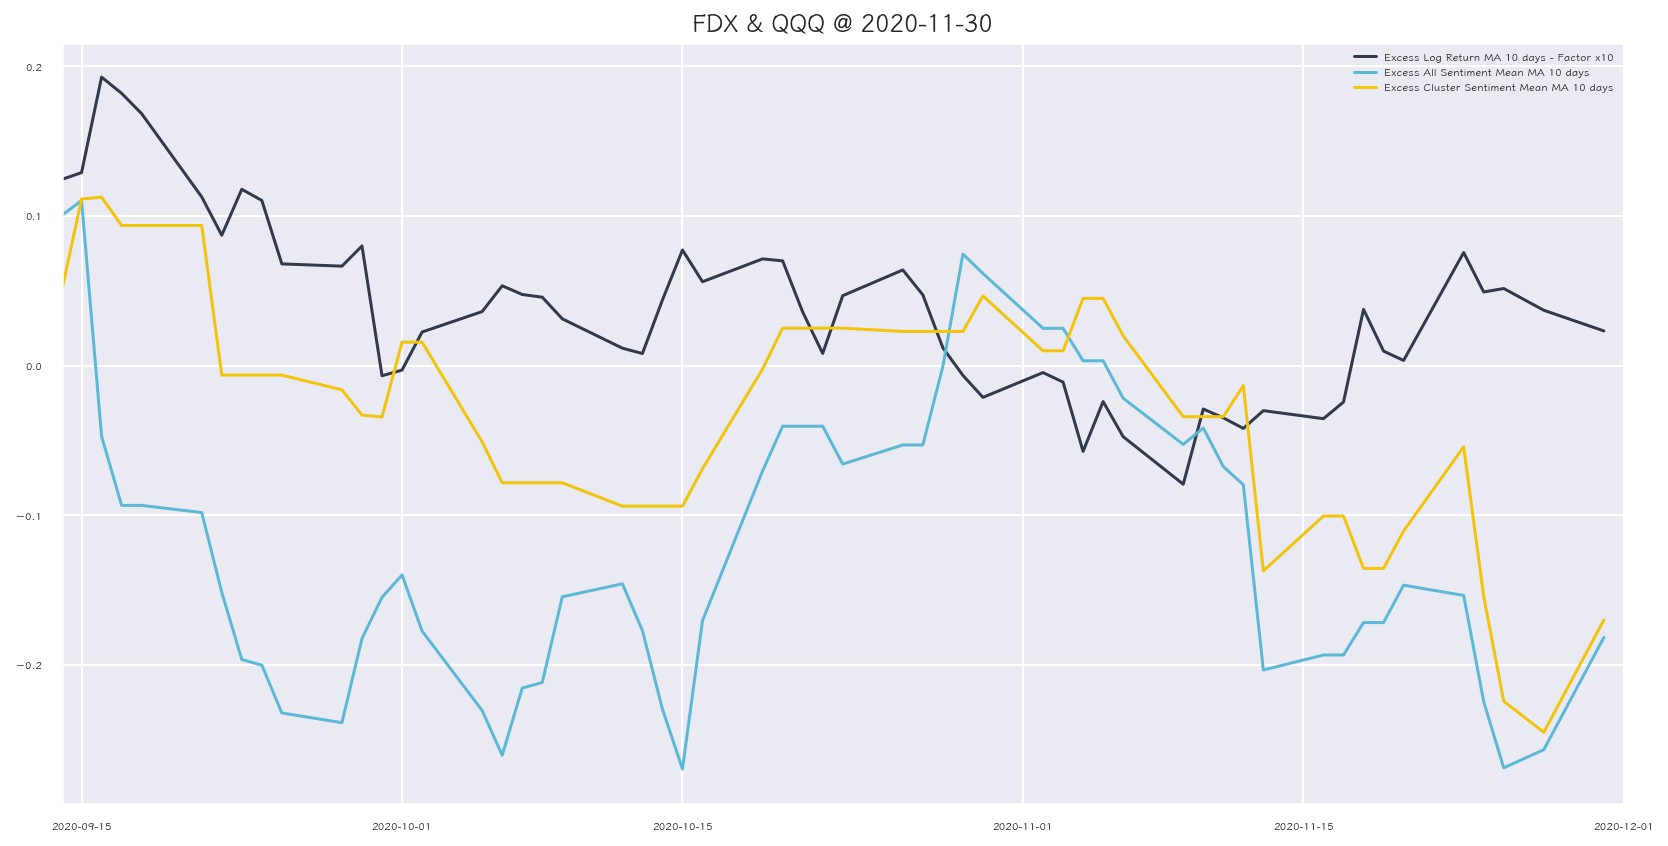 FDX & QQQ @ 2020-11-30
Excess Log Return MA 10 days - Factor x10
Excess All Sentiment Mean MA 10 days
Excess Cluster Sentiment Mean MA 10 days
0.2
0.1
0.0
−0.1
−0.2
2020-09-15
2020-10-01
2020-10-15
2020-11-01
2020-11-15
2020-12-01